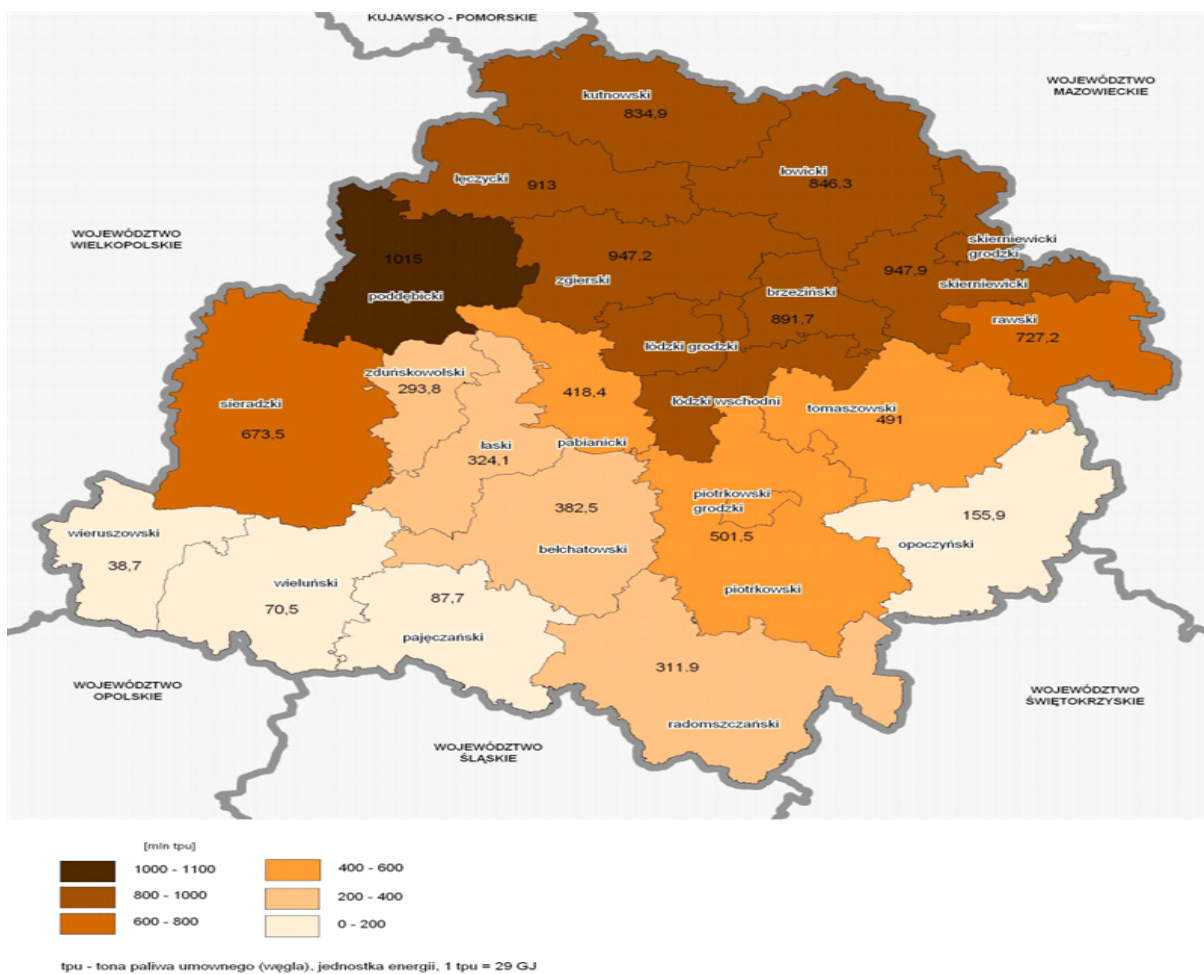 KUJAWSKO - POMORSKIE
WOJEWÓDZTWO
MAZOWIECKIE
kutnowski
834,9
łęczycki
913
łowicki
846,3
WOJEWÓDZTWO
WIELKOPOLSKIE
skierniewicki
grodzki
1015
poddębicki
947,2
zgierski
brzeziński
891,7
947,9
skierniewicki
rawski
727,2
łódzki grodzki
zduńskowolski
293,8
418,4
pabianicki
łódzki wschodni
tomaszowski
491
sieradzki
673,5
łaski
324,1
piotrkowski
grodzki
501,5
382,5
bełchatowski
155,9
opoczyński
wieruszowski
38,7
wieluński
70,5
87,7
pajęczański
piotrkowski
311.9
radomszczański
WOJEWÓDZTWO
OPOLSKIE
WOJEWÓDZTWO
ŚLĄSKIE
WOJEWÓDZTWO
ŚWIĘTOKRZYSKIE
[mln tpu]
1000 - 1100
800 - 1000
600 - 800
400 - 600
200 - 400
0 - 200
tpu - tona paliwa umownego (węgla), jednostka energii, 1 tpu = 29 GJ